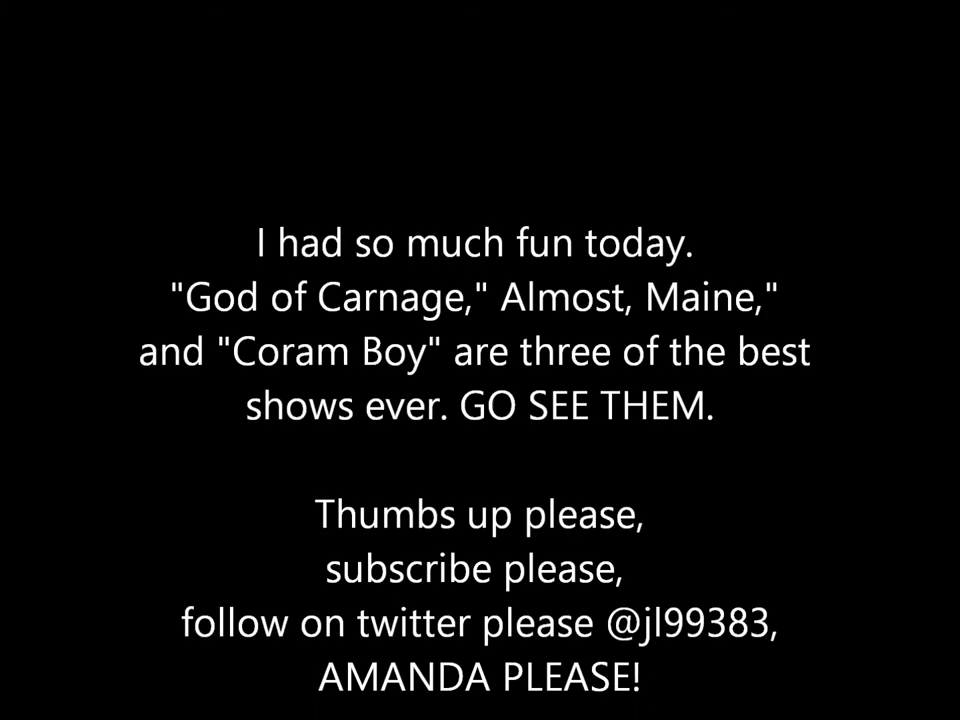 I had so much fun today.
"God of Carnage," Almost, Maine,"
and "Coram Boy" are three of the best
shows ever. GO SEE THEM.
Thumbs up please,
subscribe please,
follow on twitter please @jl99383,
AMANDA PLEASE!